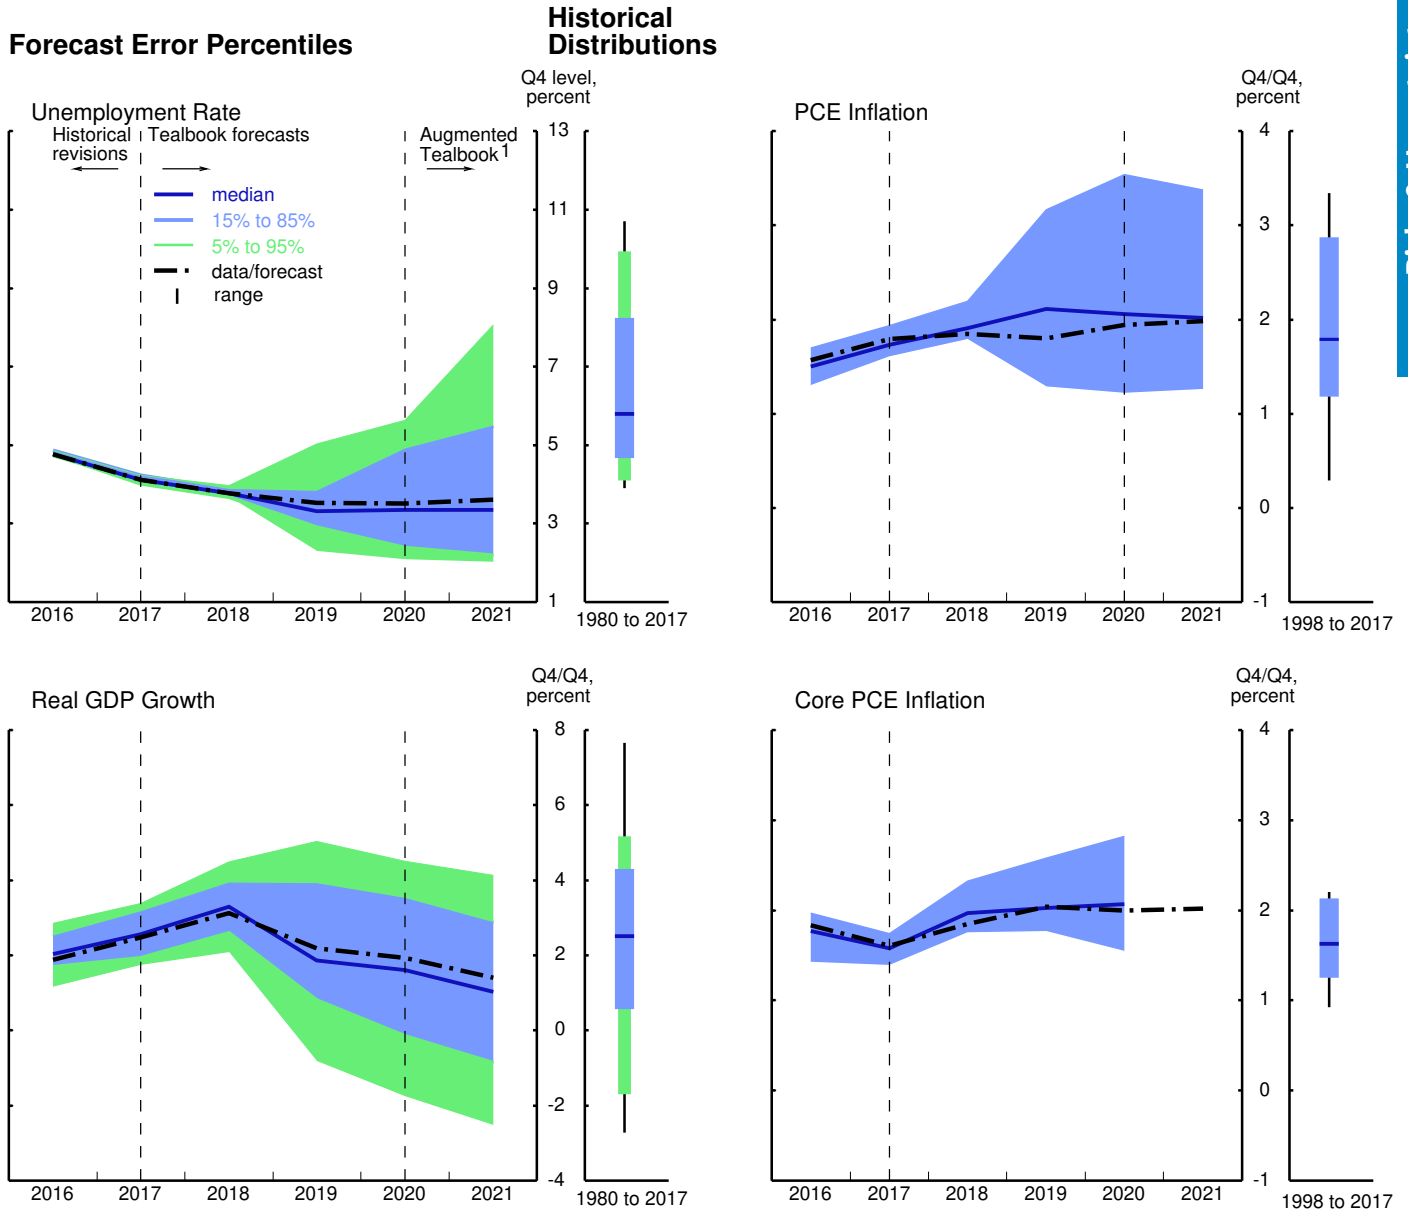 Forecast Error Percentiles
Historical
Distributions
Unemployment Rate
Q4 level,
percent
Historical
revisions
Tealbook forecasts
Augmented
Tealbook 1
median
15% to 85%
5% to 95%
data/forecast
range
13
11
9
7
5
3
1
2016 2017 2018 2019 2020 2021
1980 to 2017
PCE Inflation
Q4/Q4,
percent
4
3
2
1
0
-1
2016 2017 2018 2019 2020 2021
1998 to 2017
Real GDP Growth
Q4/Q4,
percent
8
6
4
2
0
-2
-4
2016 2017 2018 2019 2020 2021
1980 to 2017
Core PCE Inflation
Q4/Q4,
percent
4
3
2
1
0
-1
2016 2017 2018 2019 2020 2021
1998 to 2017